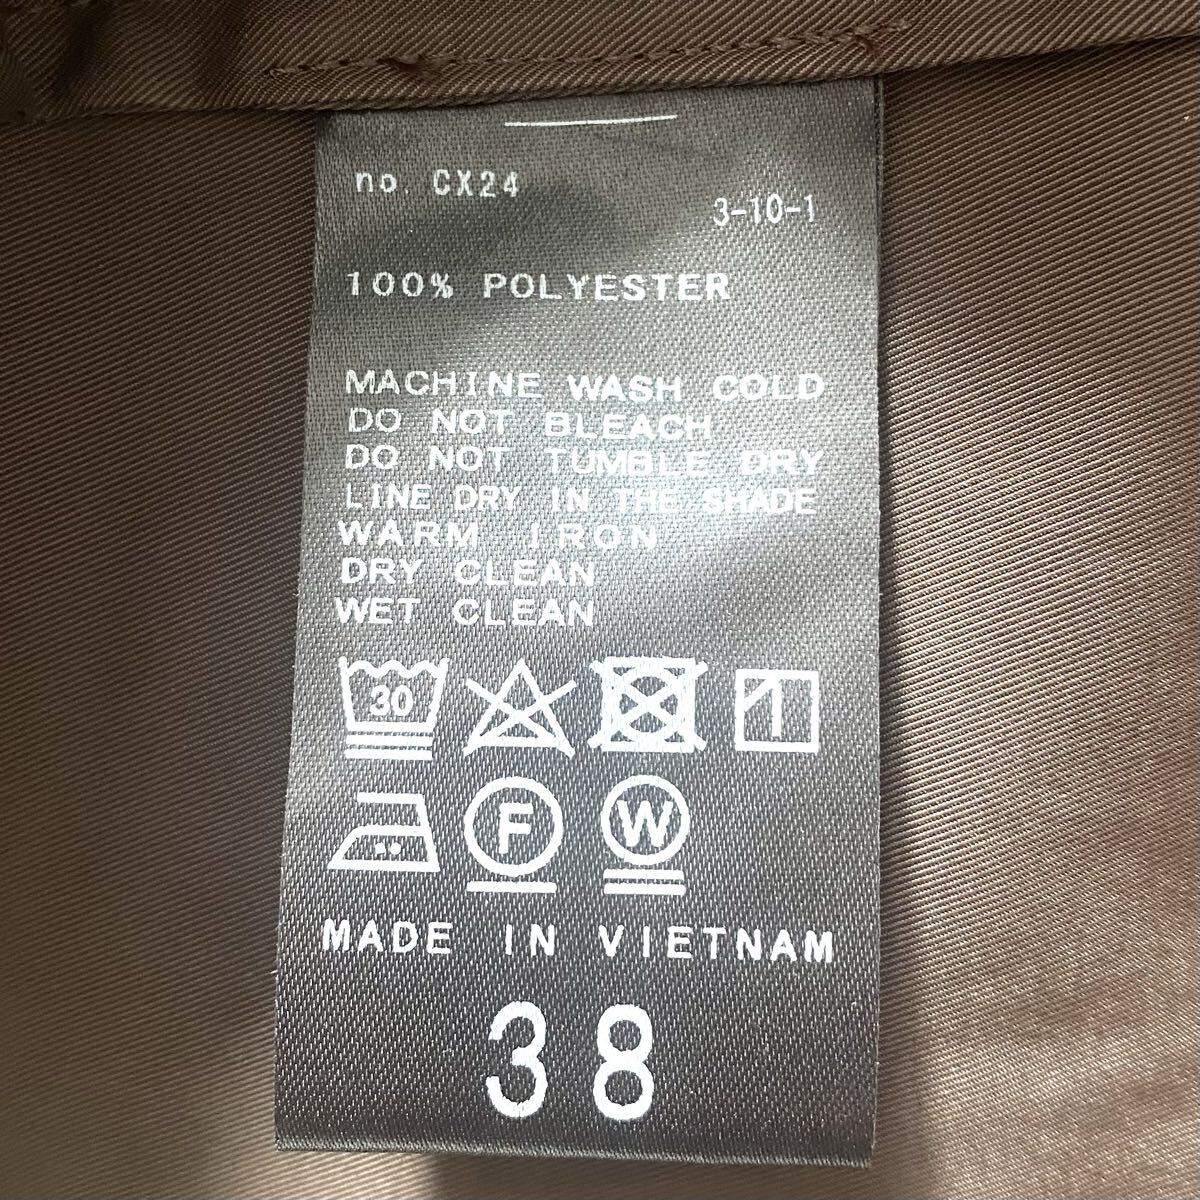 no. CX24
3-10-1
100% POLYESTER
MACHINE WASH COLD
DO NOT BLEACH
DO NOT TUMBLE DRY
LINE DRY IN THE SHADE
WARM IRON
DRY CLEAN
WET CLEAN
30
F W
MADE IN VIETNAM
38